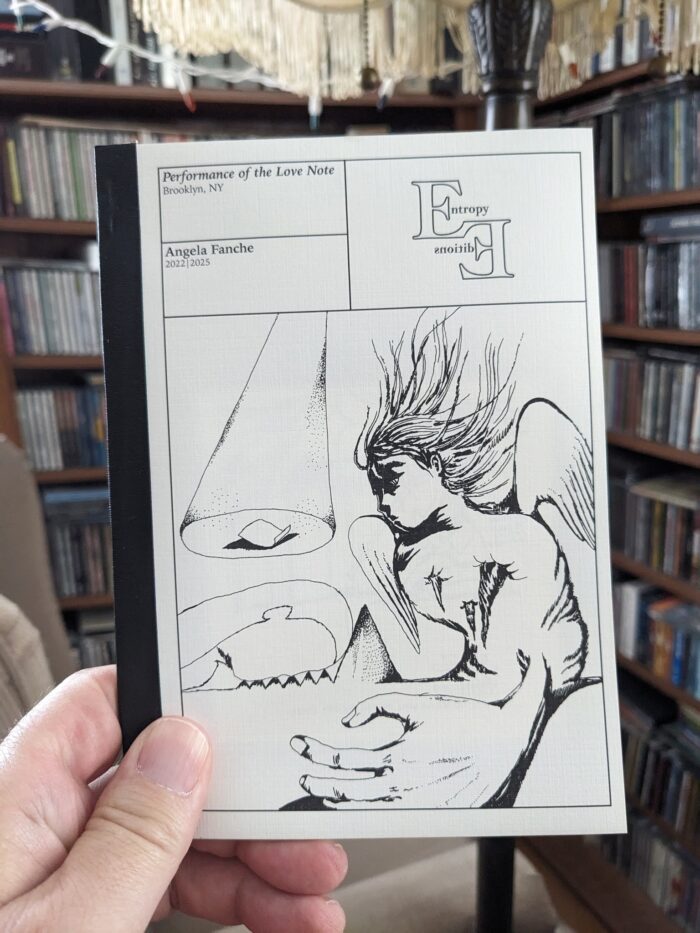 Performance of the Love Note
Brooklyn, NY
Angela Fanche
2022|2025
Entropy
Editions